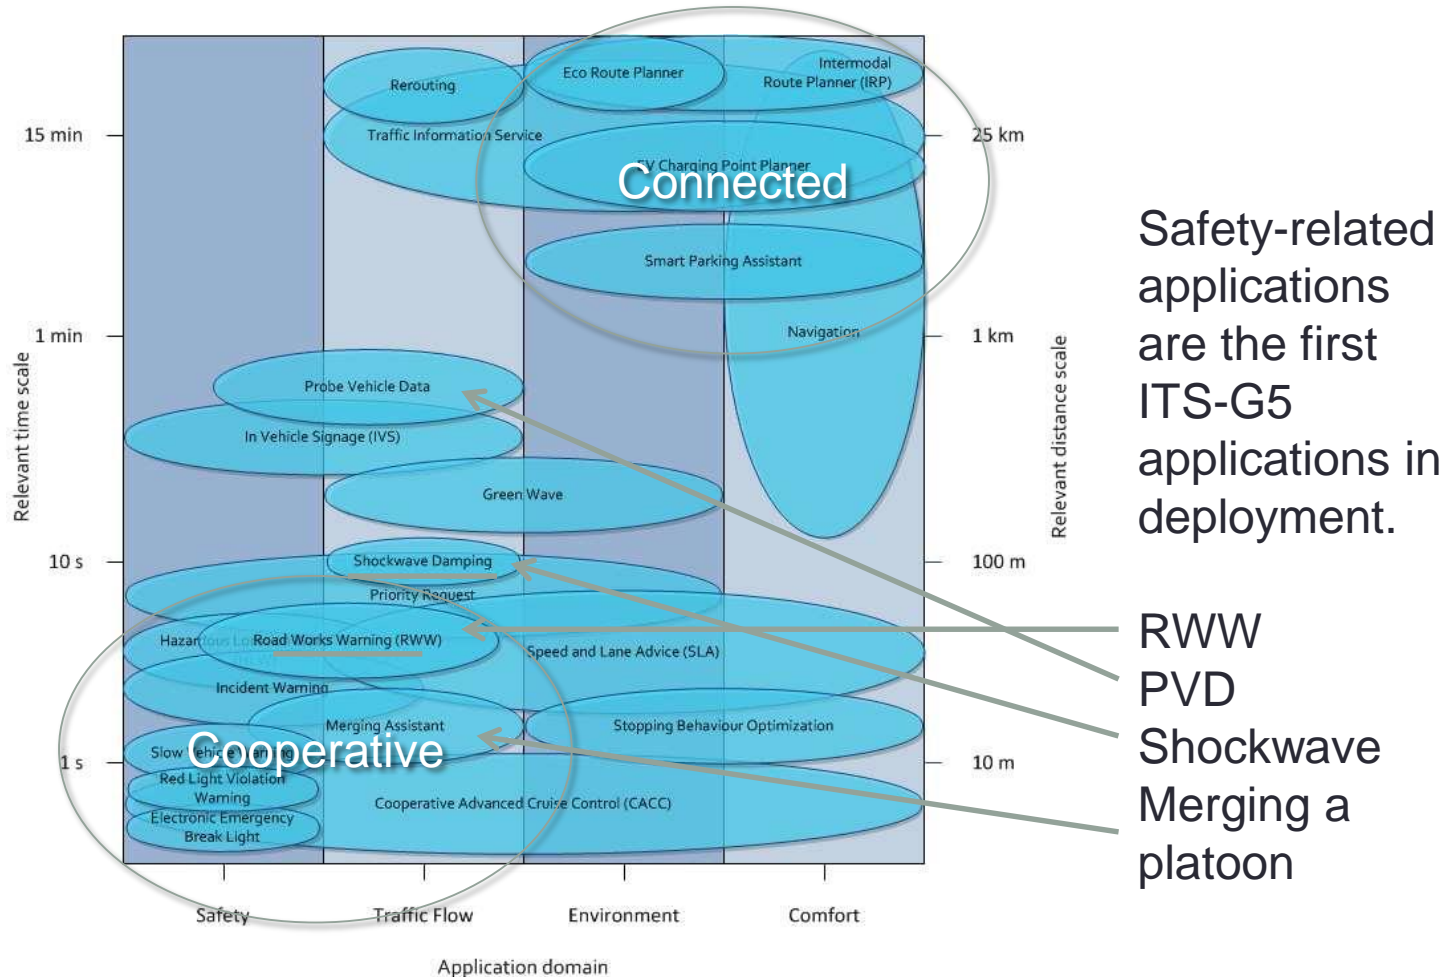 Rerouting
Eco Route Planner
Intermodal
Route Planner (IRP)
15 min
Traffic Information Service
25 km
EV Charging Point Planner
Connected
Smart Parking Assistant
1 min
Navigation
1 km
Relevant time scale
Relevant distance scale
Probe Vehicle Data
In Vehicle Signage (IVS)
Green Wave
10 s
Shockwave Damping
100 m
Priority Request
Hazardous
Road Works Warning (RWW)
Speed and Lane Advice (SLA)
Incident Warning
Merging Assistant
Stopping Behaviour Optimization
Cooperative
Slow Vehicle Warning
1 s
10 m
Red Light Violation
Warning
Cooperative Advanced Cruise Control (CACC)
Electronic Emergency
Break Light
Safety
Traffic Flow
Environment
Comfort
Application domain
Safety-related
applications
are the first
ITS-G5
applications in
deployment.
RWW
PVD
Shockwave
Merging a
platoon